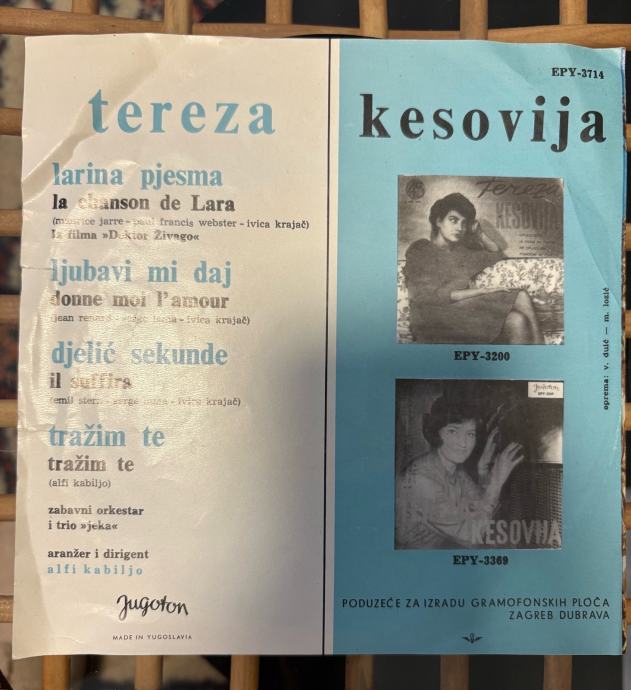 tereza
larina pjesma
la chanson de Lara
(maurice jarre - paul francis webster - ivica krajač)
Iz filma »Doktor Živago«
ljubavi mi daj
donne moi l'amour
(jean renard - serge lama - ivica krajač)
djelić sekunde
il suffira
(emil stern - serge lama - ivica krajač)
tražim te
tražim te
(alfi kabiljo)
zabavni orkestar
i trio »jeka«
aranžer i dirigent
alfi kabiljo
Jugoton
MADE IN YUGOSLAVIA
EPY-3714
kesovija
Tereza
KESOVIJA
EPY-3200
Jugoton
KESOVIJA
EPY-3369
oprema: v. dulć — m. lozić
PODUZEĆE ZA IZRADU GRAMOFONSKIH PLOČA
ZAGREB DUBRAVA